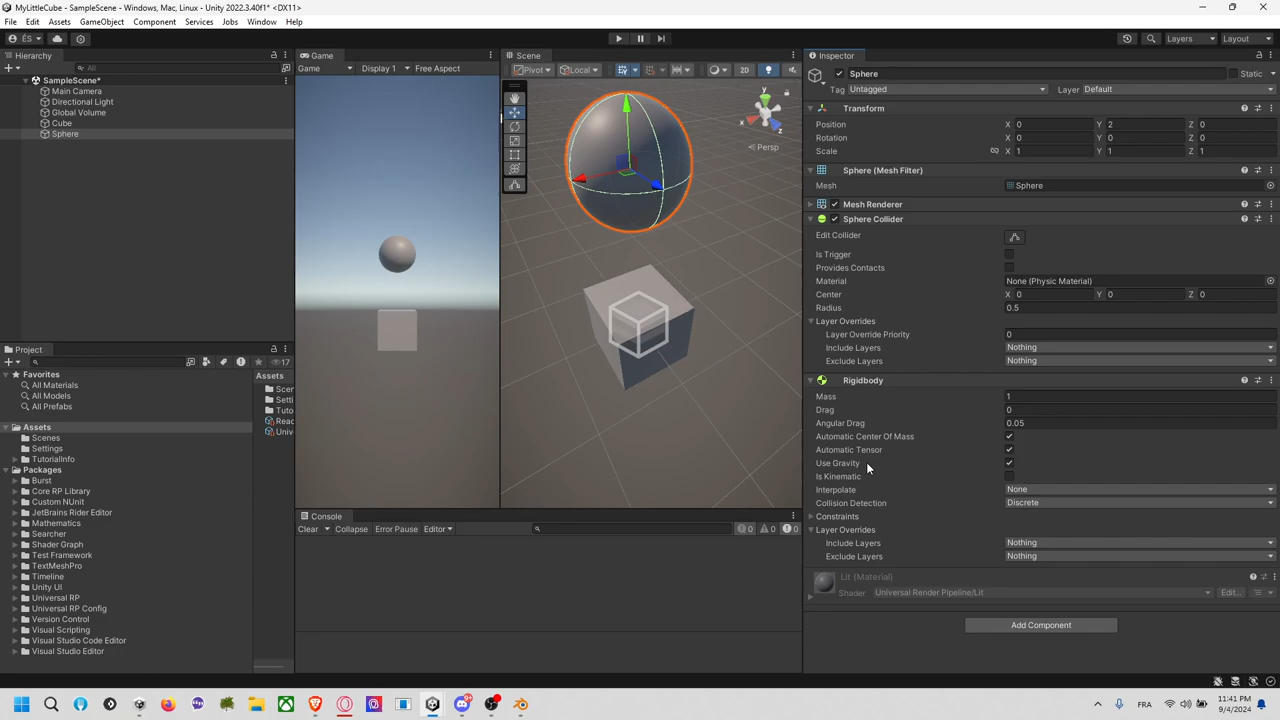 MyLittleCube - SampleScene - Windows, Mac, Linux - Unity 2022.3.40f1* <DX11>
File Edit Assets GameObject Component Services Jobs Window Help
ÉS
Layers Layout
Hierarchy
All
SampleScene*
Main Camera
Directional Light
Global Volume
Cube
Sphere
Game
Game Display 1 Free Aspect
Scene
Pivot Local 2D
y
x
z
Persp
Project
17
Favorites
All Materials
All Models
All Prefabs
Assets
Scenes
Settings
TutorialInfo
Packages
Burst
Core RP Library
Custom NUnit
JetBrains Rider Editor
Mathematics
Searcher
Shader Graph
Test Framework
TextMeshPro
Timeline
Unity UI
Universal RP
Universal RP Config
Version Control
Visual Scripting
Visual Studio Code Editor
Visual Studio Editor
Assets
Scen
Setti
Tuto
Reac
Univ
Console
Clear Collapse Error Pause Editor
0 0 0
Inspector
Sphere Static
Tag Untagged Layer Default
Transform
Position X 0 Y 2 Z 0
Rotation X 0 Y 0 Z 0
Scale X 1 Y 1 Z 1
Sphere (Mesh Filter)
Mesh Sphere
Mesh Renderer
Sphere Collider
Edit Collider
Is Trigger
Provides Contacts
Material None (Physic Material)
Center X 0 Y 0 Z 0
Radius 0.5
Layer Overrides
Layer Override Priority 0
Include Layers Nothing
Exclude Layers Nothing
Rigidbody
Mass 1
Drag 0
Angular Drag 0.05
Automatic Center Of Mass
Automatic Tensor
Use Gravity
Is Kinematic
Interpolate None
Collision Detection Discrete
Constraints
Layer Overrides
Include Layers Nothing
Exclude Layers Nothing
Lit (Material)
Shader Universal Render Pipeline/Lit Edit...
Add Component
FRA
11:41 PM
9/4/2024